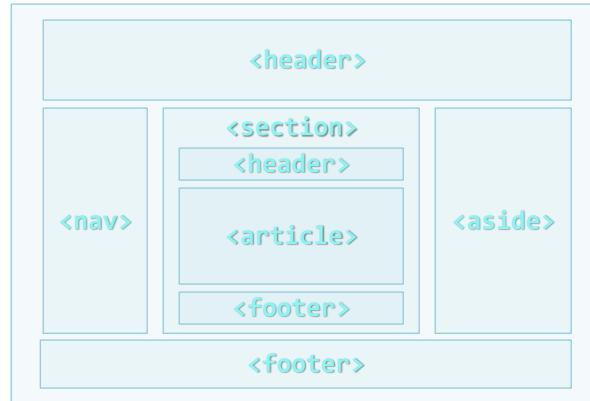 <header>
<nav>
<section>
<header>
<article>
<footer>
<aside>
<footer>